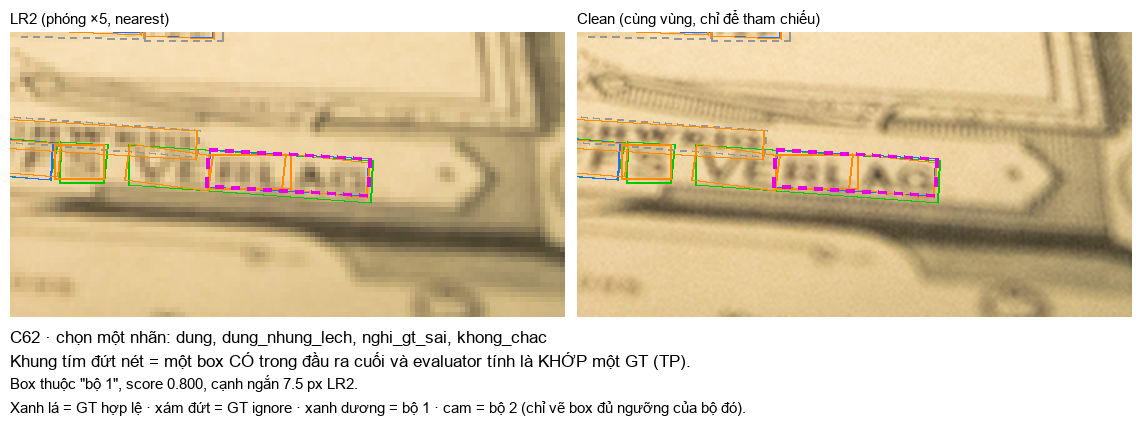 LR2 (phóng ×5, nearest)
Clean (cùng vùng, chỉ để tham chiếu)
VERLAG
VERLAG
C62 · chọn một nhãn: dung, dung_nhung_lech, nghi_gt_sai, khong_chac
Khung tím đứt nét = một box CÓ trong đầu ra cuối và evaluator tính là KHỚP một GT (TP).
Box thuộc "bộ 1", score 0.800, cạnh ngắn 7.5 px LR2.
Xanh lá = GT hợp lệ · xám đứt = GT ignore · xanh dương = bộ 1 · cam = bộ 2 (chỉ vẽ box đủ ngưỡng của bộ đó).